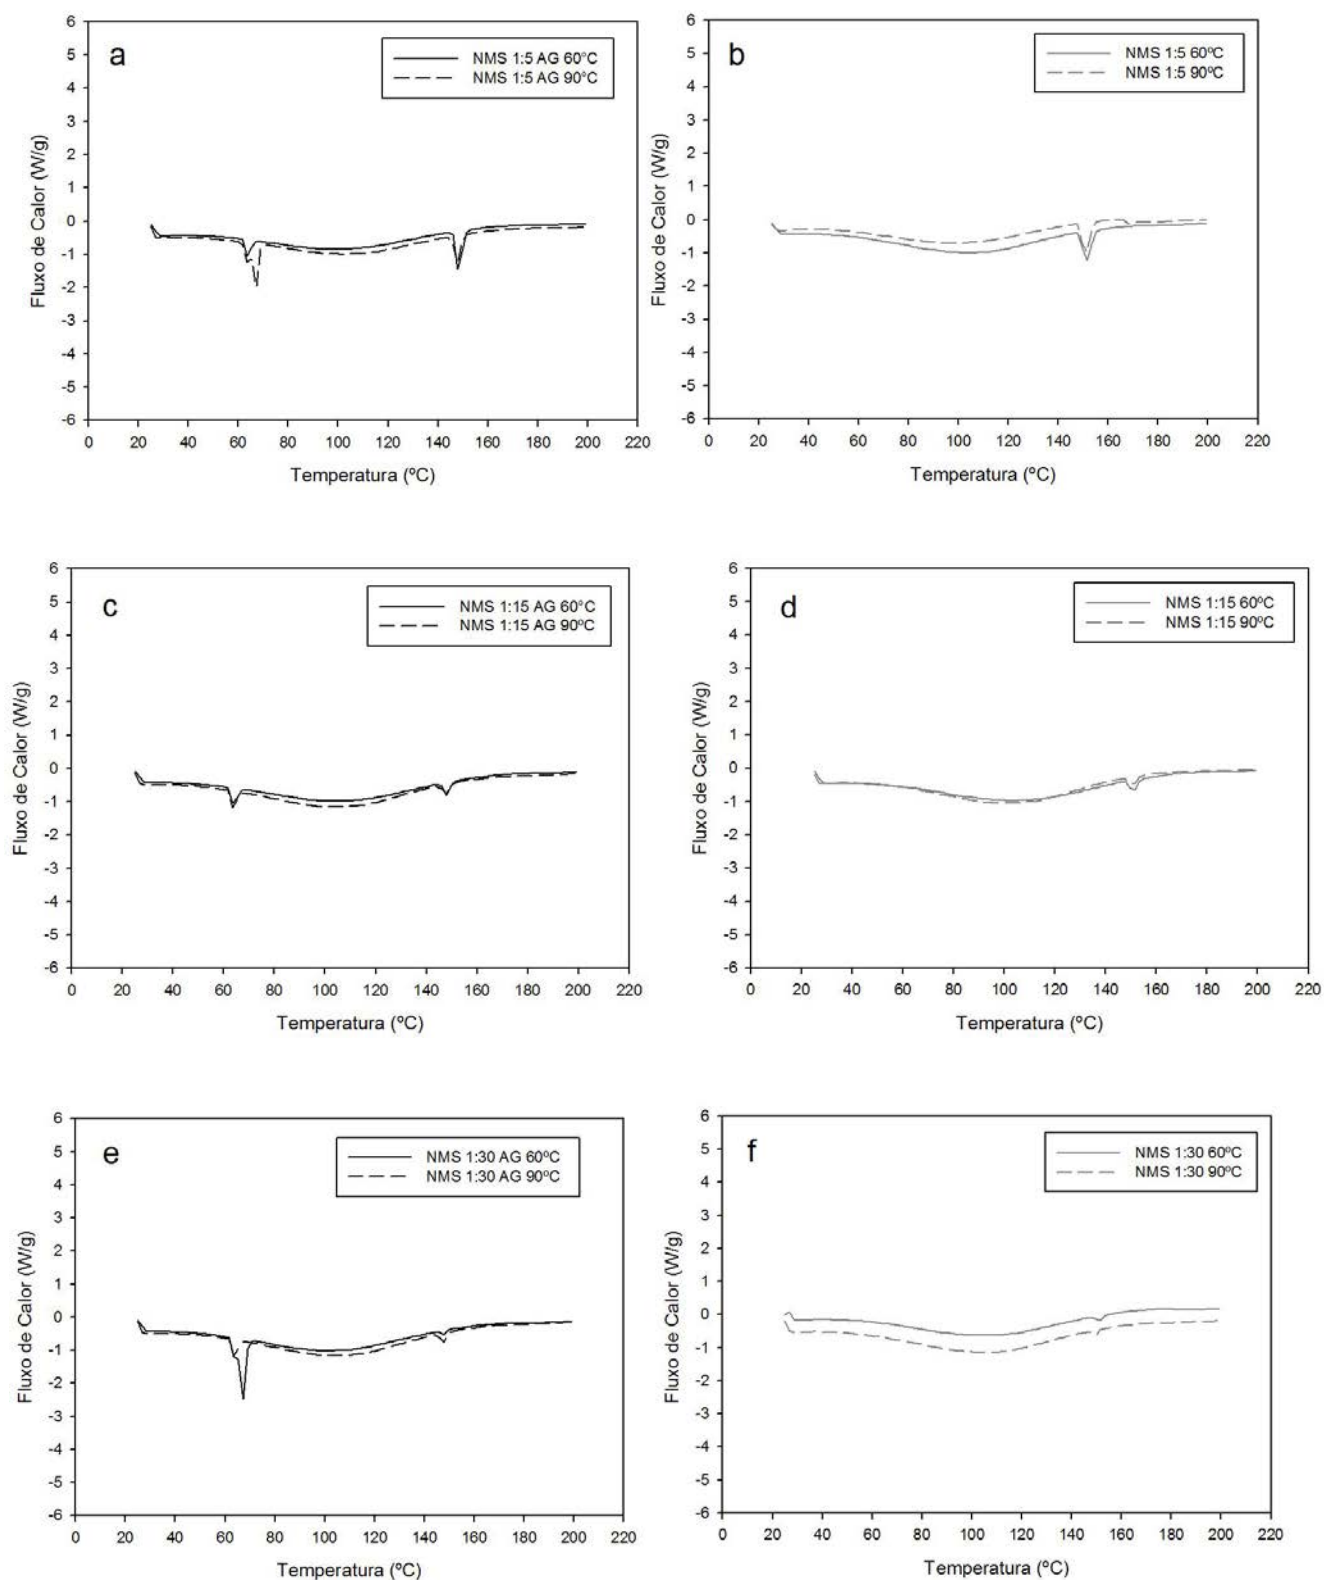 a
NMS 1:5 AG 60°C
NMS 1:5 AG 90°C
6
5
4
3
2
1
0
-1
-2
-3
-4
-5
-6
Fluxo de Calor (W/g)
0 20 40 60 80 100 120 140 160 180 200 220
Temperatura (ºC)
b
NMS 1:5 60ºC
NMS 1:5 90ºC
6
5
4
3
2
1
0
-1
-2
-3
-4
-5
-6
Fluxo de Calor (W/g)
0 20 40 60 80 100 120 140 160 180 200 220
Temperatura (ºC)
c
NMS 1:15 AG 60°C
NMS 1:15 AG 90ºC
6
5
4
3
2
1
0
-1
-2
-3
-4
-5
-6
Fluxo de Calor (W/g)
0 20 40 60 80 100 120 140 160 180 200 220
Temperatura (ºC)
d
NMS 1:15 60ºC
NMS 1:15 90ºC
6
5
4
3
2
1
0
-1
-2
-3
-4
-5
-6
Fluxo de Calor (W/g)
0 20 40 60 80 100 120 140 160 180 200 220
Temperatura (ºC)
e
NMS 1:30 AG 60ºC
NMS 1:30 AG 90ºC
6
5
4
3
2
1
0
-1
-2
-3
-4
-5
-6
Fluxo de Calor (W/g)
0 20 40 60 80 100 120 140 160 180 200 220
Temperatura (ºC)
f
NMS 1:30 60ºC
NMS 1:30 90ºC
6
5
4
3
2
1
0
-1
-2
-3
-4
-5
-6
Fluxo de Calor (W/g)
0 20 40 60 80 100 120 140 160 180 200 220
Temperatura (ºC)